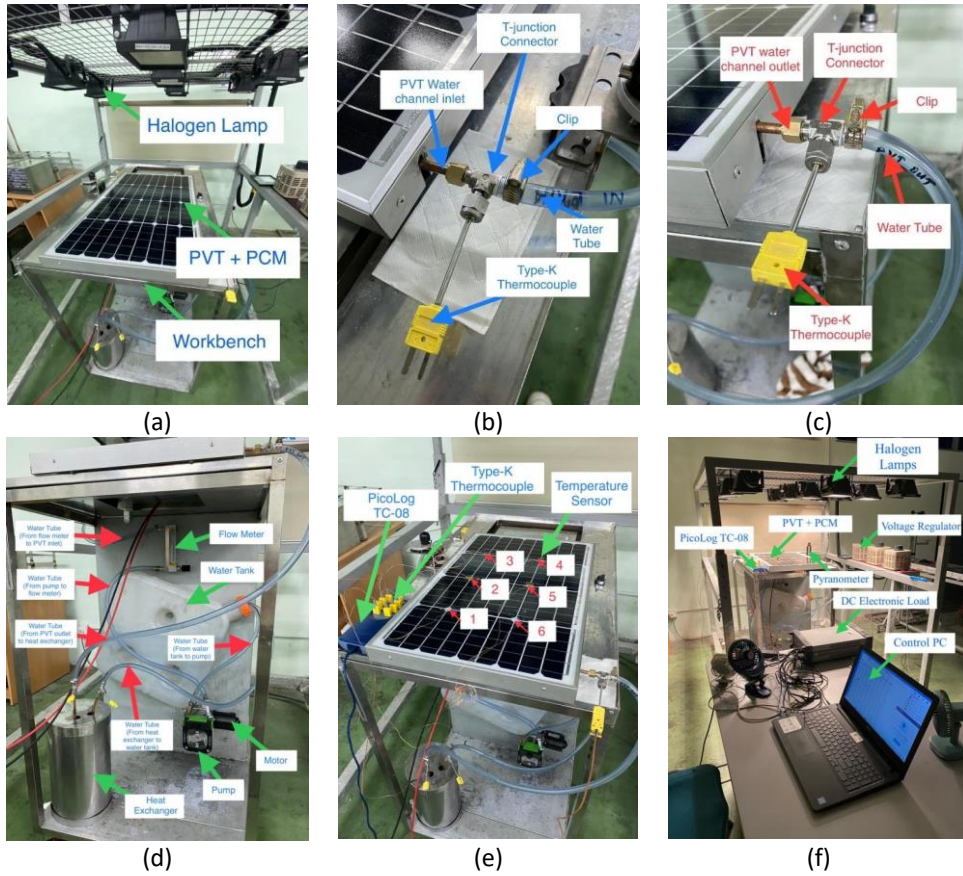 Halogen Lamp
PVT + PCM
Workbench
(a)
T-junction
Connector
PVT Water
channel inlet
Clip
IN
Water
Tube
Type-K
Thermocouple
(b)
PVT water
channel outlet
T-junction
Connector
Clip
PVT OUT
Water Tube
Type-K
Thermocouple
(c)
Water Tube
(From flow meter
to PVT inlet)
Flow Meter
Water Tube
(From pump to
flow meter)
Water Tank
Water Tube
(From PVT outlet
to heat exchanger)
Water Tube
(From water
tank to pump)
Water Tube
(From heat
exchanger to
water tank)
Motor
Pump
Heat
Exchanger
(d)
PicoLog
TC-08
Type-K
Thermocouple
Temperature
Sensor
3
4
2
5
1
6
(e)
Halogen
Lamps
PVT + PCM
Voltage Regulator
PicoLog TC-08
Pyranometer
DC Electronic Load
Control PC
(f)